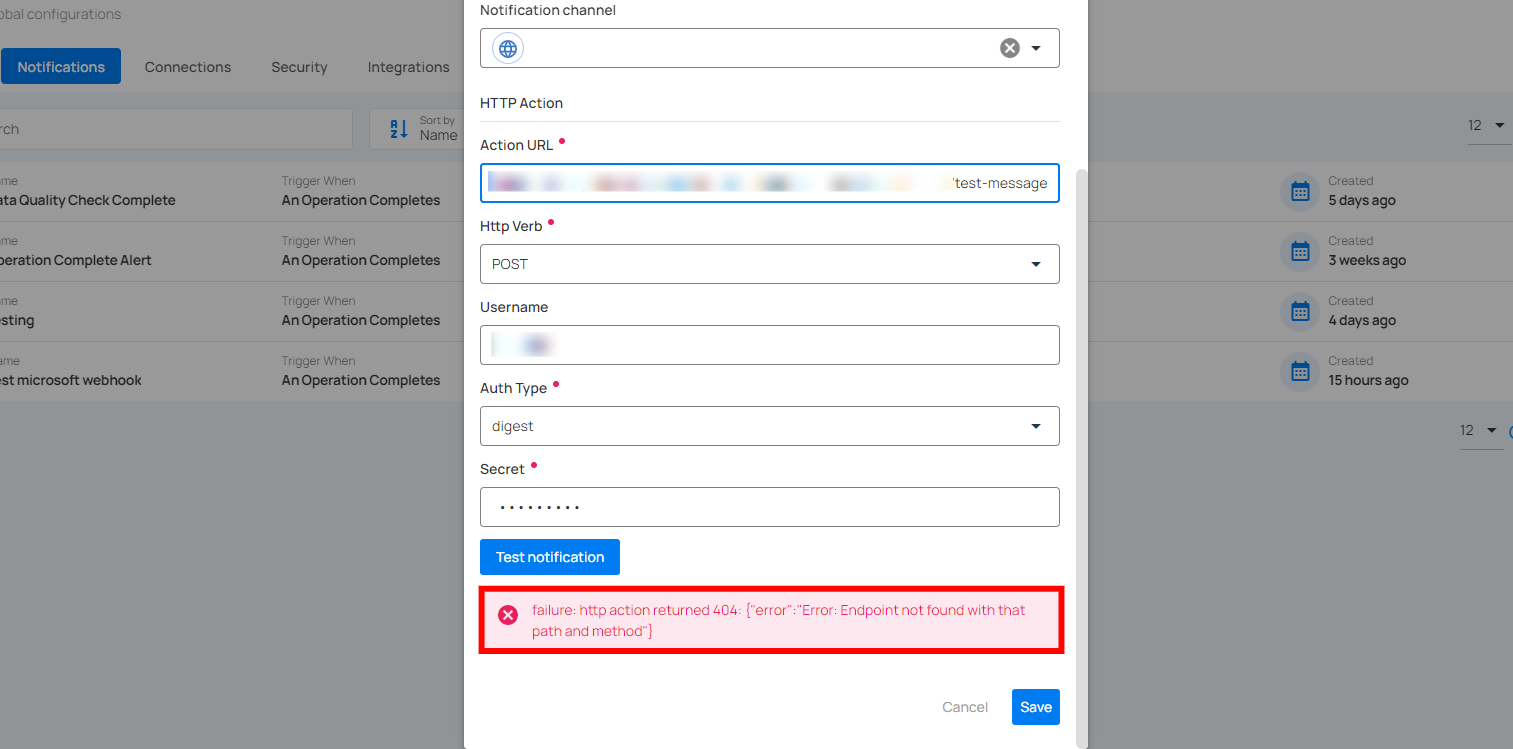 obal configurations
Notifications
Connections
Security
Integrations
rch
Sort by
Name
12
me
ata Quality Check Complete
Trigger When
An Operation Completes
Created
5 days ago
me
peration Complete Alert
Trigger When
An Operation Completes
Created
3 weeks ago
me
esting
Trigger When
An Operation Completes
Created
4 days ago
ame
est microsoft webhook
Trigger When
An Operation Completes
Created
15 hours ago
12
Notification channel
HTTP Action
Action URL
test-message
Http Verb
POST
Username
Auth Type
digest
Secret
•••••••••
Test notification
failure: http action returned 404: {"error":"Error: Endpoint not found with that
path and method"}
Cancel
Save